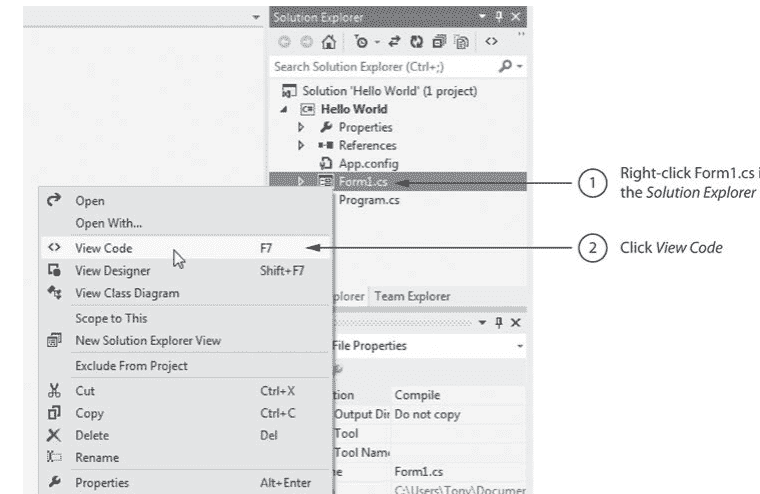 Solution Explorer
Search Solution Explorer (Ctrl+;)
Solution 'Hello World' (1 project)
C# Hello World
Properties
References
App.config
Form1.cs
Program.cs
1 Right-click Form1.cs i
the Solution Explorer
Open
Open With...
View Code F7
2 Click View Code
View Designer Shift+F7
View Class Diagram
Scope to This
New Solution Explorer View
Exclude From Project
Cut Ctrl+X
Copy Ctrl+C
Delete Del
Rename
Properties Alt+Enter
plorer Team Explorer
File Properties
tion Compile
Output Dir Do not copy
Tool
Tool Nam
e Form1.cs
C:\Users\Tony\Documer